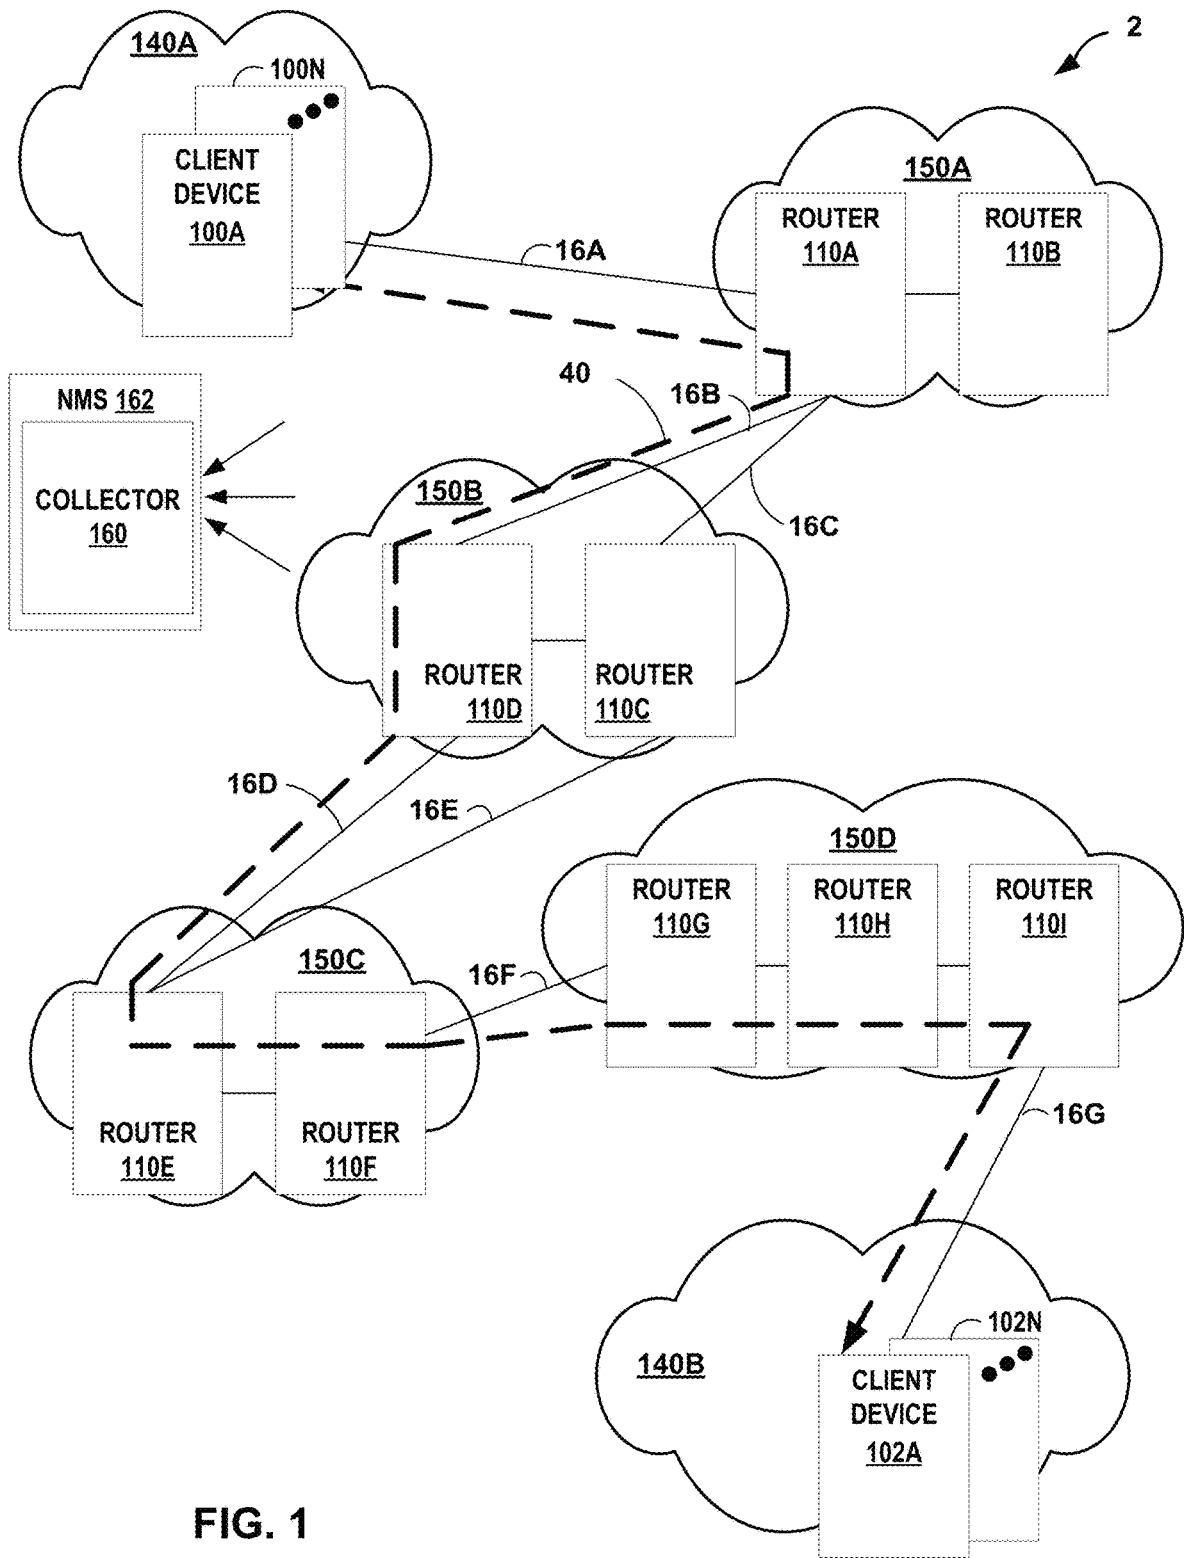 2
140A
100N
CLIENT
DEVICE
100A
150A
ROUTER
110A
ROUTER
110B
16A
40
16B
16C
NMS 162
COLLECTOR
160
150B
ROUTER
110D
ROUTER
110C
16D
16E
150D
ROUTER
110G
ROUTER
110H
ROUTER
110I
150C
16F
ROUTER
110E
ROUTER
110F
16G
140B
102N
CLIENT
DEVICE
102A
FIG. 1